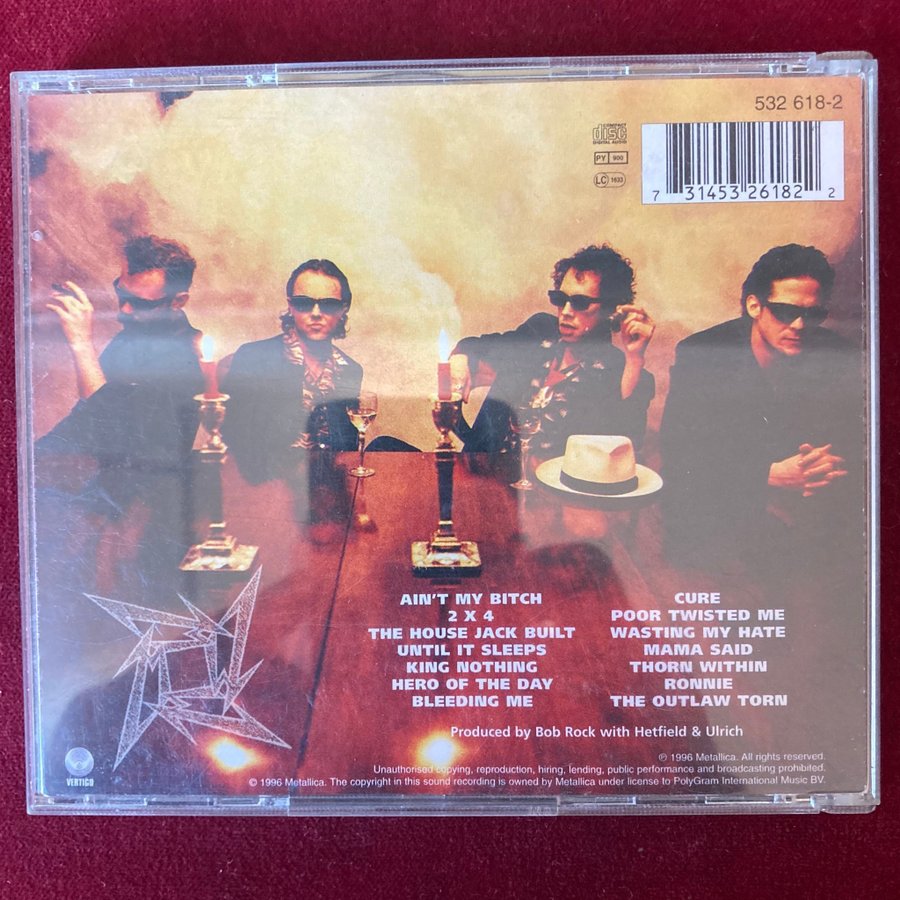 532 618-2
COMPACT
disc
DIGITAL AUDIO
PY 900
LC 1633
7 31453 26182 2
AIN'T MY BITCH
2 X 4
THE HOUSE JACK BUILT
UNTIL IT SLEEPS
KING NOTHING
HERO OF THE DAY
BLEEDING ME
CURE
POOR TWISTED ME
WASTING MY HATE
MAMA SAID
THORN WITHIN
RONNIE
THE OUTLAW TORN
Produced by Bob Rock with Hetfield & Ulrich
℗ 1996 Metallica. All rights reserved.
Unauthorised copying, reproduction, hiring, lending, public performance and broadcasting prohibited.
© 1996 Metallica. The copyright in this sound recording is owned by Metallica under license to PolyGram International Music BV.
VERTIGO